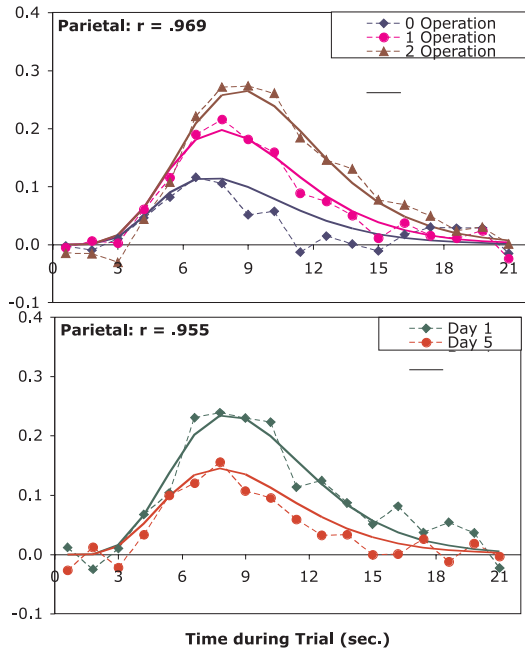 0.4
Parietal: r = .969
0 Operation
1 Operation
2 Operation
0.3
0.2
0.1
0.0
0 3 6 9 12 15 18 21
-0.1
0.4
Parietal: r = .955
Day 1
Day 5
0.3
0.2
0.1
0.0
0 3 6 9 12 15 18 21
-0.1
Time during Trial (sec.)